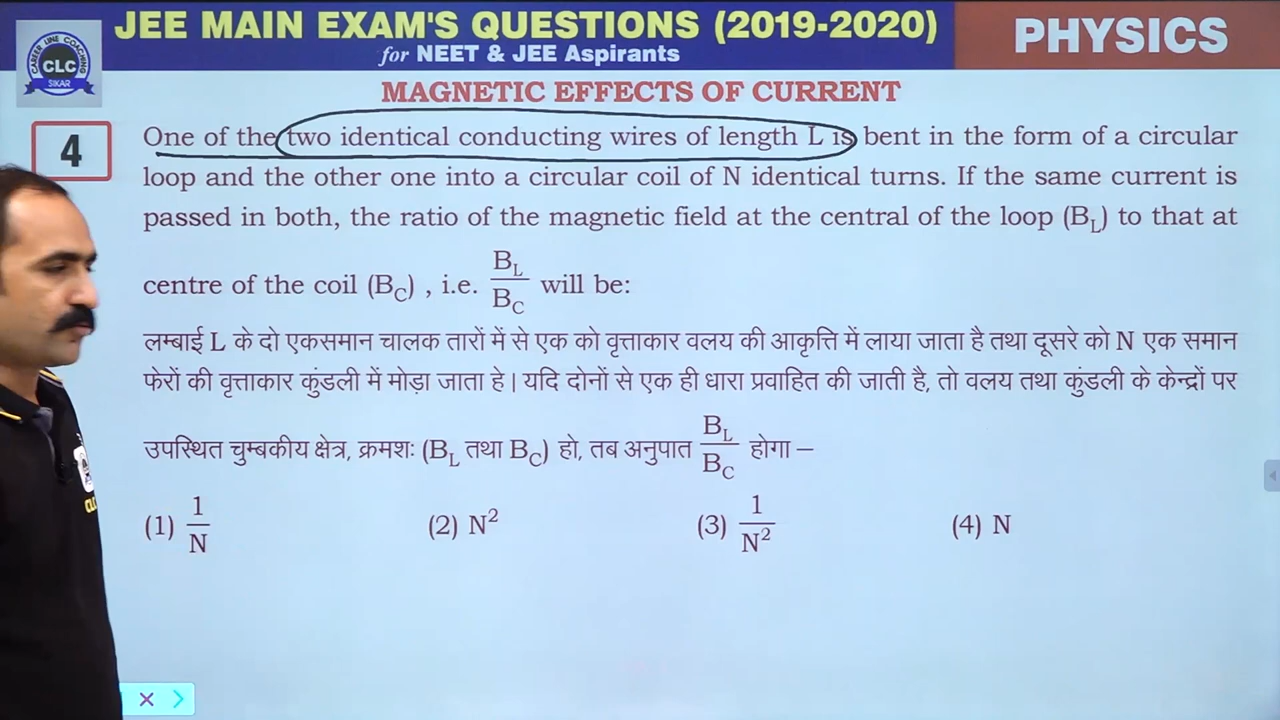 JEE MAIN EXAM'S QUESTIONS (2019-2020)
for NEET & JEE Aspirants
PHYSICS
CAREER LINE COACHING
CLC
SIKAR
MAGNETIC EFFECTS OF CURRENT
4
One of the two identical conducting wires of length L is bent in the form of a circular
loop and the other one into a circular coil of N identical turns. If the same current is
passed in both, the ratio of the magnetic field at the central of the loop (B_L) to that at
centre of the coil (B_C) , i.e. B_L/B_C will be:
लम्बाई L के दो एकसमान चालक तारों में से एक को वृत्ताकार वलय की आकृत्ति में लाया जाता है तथा दूसरे को N एक समान
फेरों की वृत्ताकार कुंडली में मोड़ा जाता हे। यदि दोनों से एक ही धारा प्रवाहित की जाती है, तो वलय तथा कुंडली के केन्द्रों पर
उपस्थित चुम्बकीय क्षेत्र, क्रमशः (B_L तथा B_C) हो, तब अनुपात B_L/B_C होगा –
(1) 1/N (2) N² (3) 1/N² (4) N